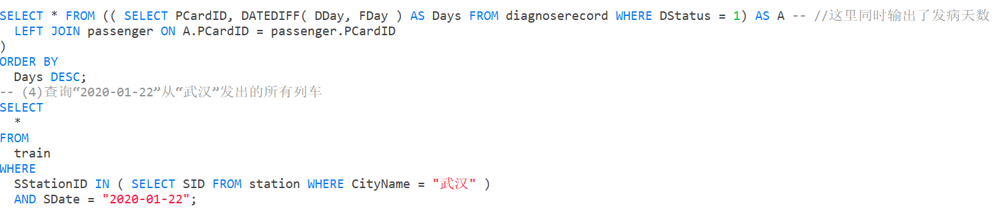 SELECT * FROM (( SELECT PCardID, DATEDIFF( DDay, FDay ) AS Days FROM diagnoserecord WHERE DStatus = 1) AS A -- //这里同时输出了发病天数
  LEFT JOIN passenger ON A.PCardID = passenger.PCardID
)
ORDER BY
  Days DESC;
-- (4)查询“2020-01-22”从“武汉”发出的所有列车
SELECT
  *
FROM
  train
WHERE
  SStationID IN ( SELECT SID FROM station WHERE CityName = "武汉" )
  AND SDate = "2020-01-22";